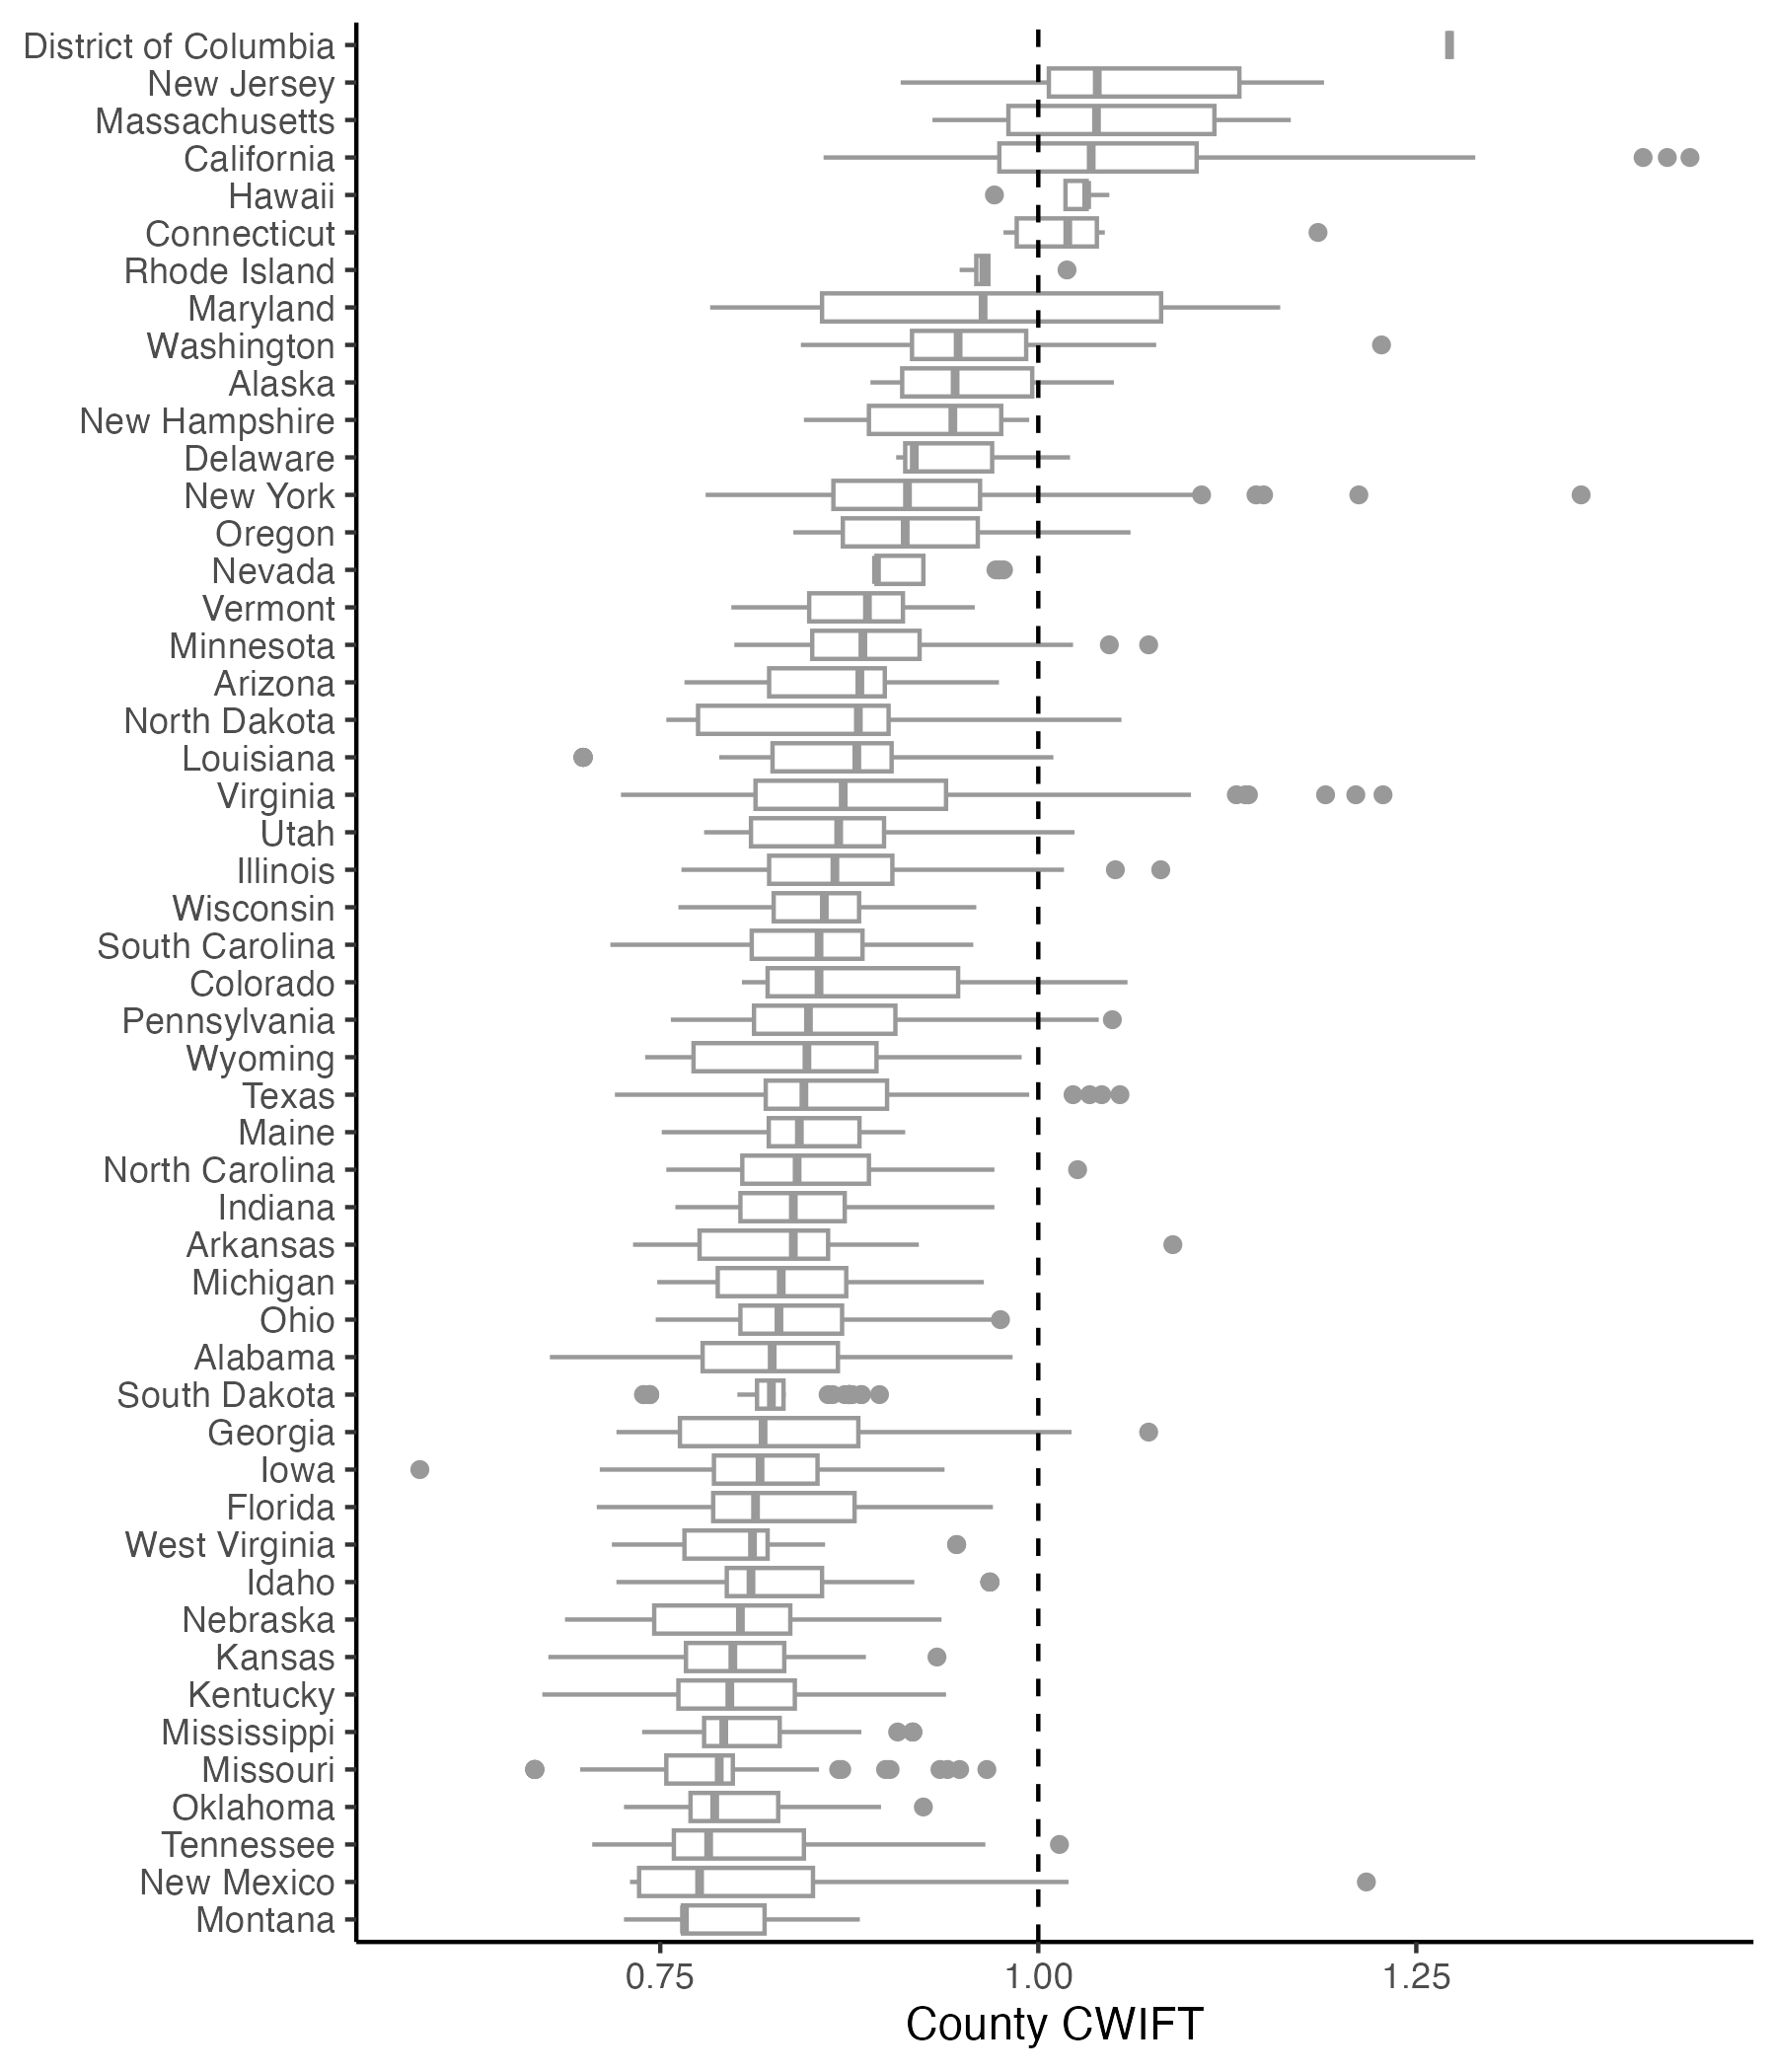 District of Columbia
New Jersey
Massachusetts
California
Hawaii
Connecticut
Rhode Island
Maryland
Washington
Alaska
New Hampshire
Delaware
New York
Oregon
Nevada
Vermont
Minnesota
Arizona
North Dakota
Louisiana
Virginia
Utah
Illinois
Wisconsin
South Carolina
Colorado
Pennsylvania
Wyoming
Texas
Maine
North Carolina
Indiana
Arkansas
Michigan
Ohio
Alabama
South Dakota
Georgia
Iowa
Florida
West Virginia
Idaho
Nebraska
Kansas
Kentucky
Mississippi
Missouri
Oklahoma
Tennessee
New Mexico
Montana
0.75 1.00 1.25
County CWIFT